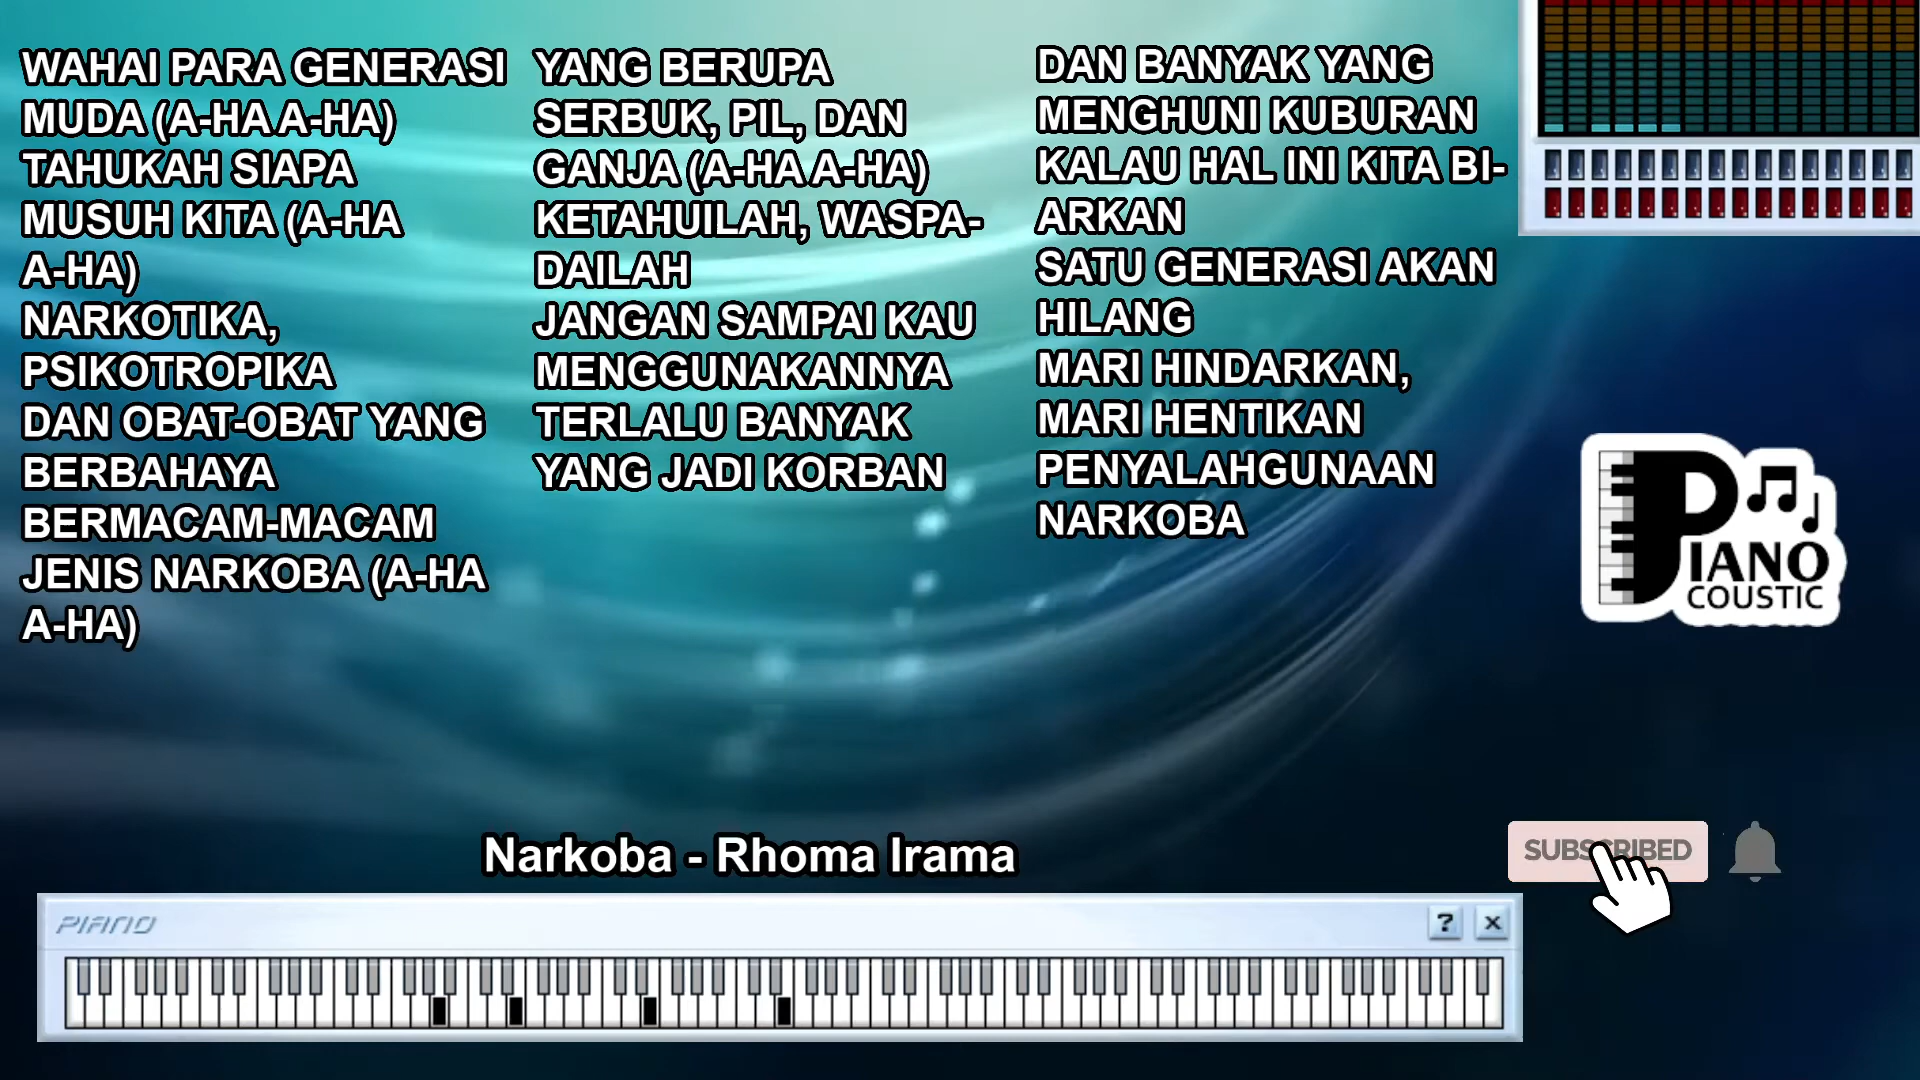 WAHAI PARA GENERASI
MUDA (A-HA A-HA)
TAHUKAH SIAPA
MUSUH KITA (A-HA
A-HA)
NARKOTIKA,
PSIKOTROPIKA
DAN OBAT-OBAT YANG
BERBAHAYA
BERMACAM-MACAM
JENIS NARKOBA (A-HA
A-HA)
YANG BERUPA
SERBUK, PIL, DAN
GANJA (A-HA A-HA)
KETAHUILAH, WASPA-
DAILAH
JANGAN SAMPAI KAU
MENGGUNAKANNYA
TERLALU BANYAK
YANG JADI KORBAN
DAN BANYAK YANG
MENGHUNI KUBURAN
KALAU HAL INI KITA BI-
ARKAN
SATU GENERASI AKAN
HILANG
MARI HINDARKAN,
MARI HENTIKAN
PENYALAHGUNAAN
NARKOBA
PIANO
COUSTIC
Narkoba - Rhoma Irama
SUBSCRIBED
PIANO
? ×